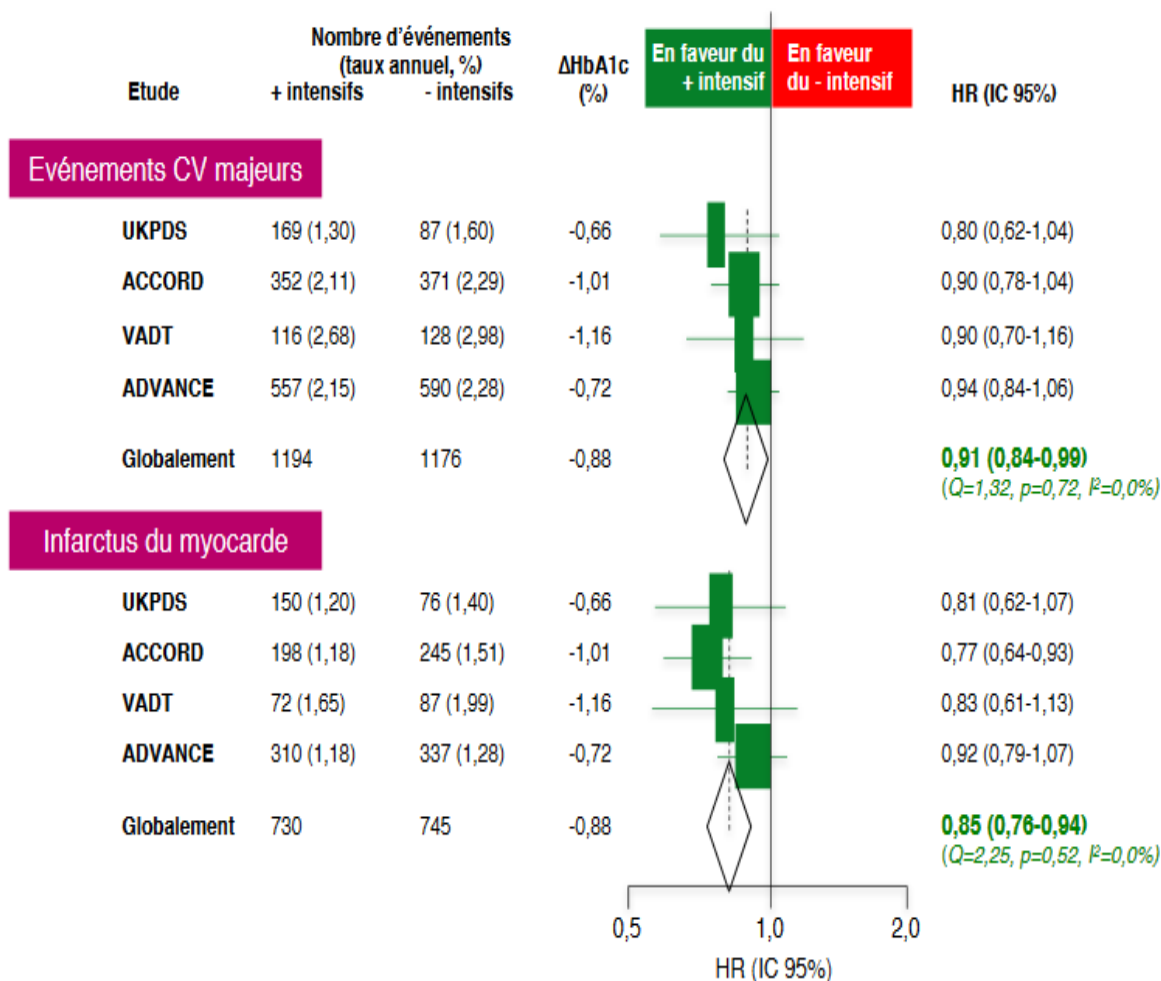 Nombre d’événements
(taux annuel, %)
Etude + intensifs - intensifs ΔHbA1c (%) En faveur du + intensif En faveur du - intensif HR (IC 95%)
Evénements CV majeurs
UKPDS 169 (1,30) 87 (1,60) -0,66 0,80 (0,62-1,04)
ACCORD 352 (2,11) 371 (2,29) -1,01 0,90 (0,78-1,04)
VADT 116 (2,68) 128 (2,98) -1,16 0,90 (0,70-1,16)
ADVANCE 557 (2,15) 590 (2,28) -0,72 0,94 (0,84-1,06)
Globalement 1194 1176 -0,88 0,91 (0,84-0,99)
(Q=1,32, p=0,72, I²=0,0%)
Infarctus du myocarde
UKPDS 150 (1,20) 76 (1,40) -0,66 0,81 (0,62-1,07)
ACCORD 198 (1,18) 245 (1,51) -1,01 0,77 (0,64-0,93)
VADT 72 (1,65) 87 (1,99) -1,16 0,83 (0,61-1,13)
ADVANCE 310 (1,18) 337 (1,28) -0,72 0,92 (0,79-1,07)
Globalement 730 745 -0,88 0,85 (0,76-0,94)
(Q=2,25, p=0,52, I²=0,0%)
0,5 1,0 2,0
HR (IC 95%)